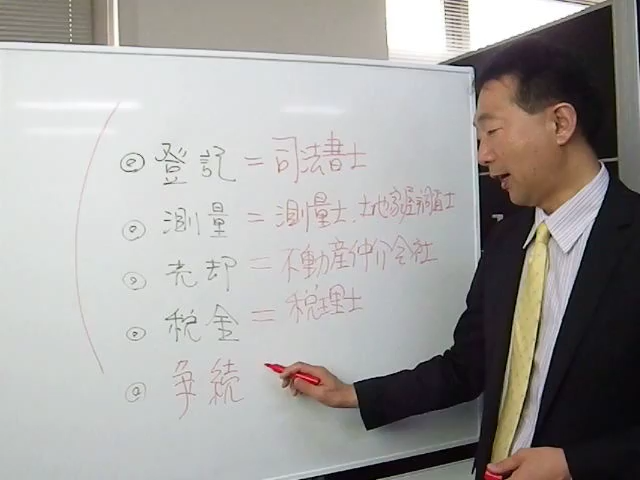 ◎ 登記 = 司法書士
◎ 測量 = 測量士、土地家屋調査士
◎ 売却 = 不動産仲介会社
◎ 税金 = 税理士
◎ 争続